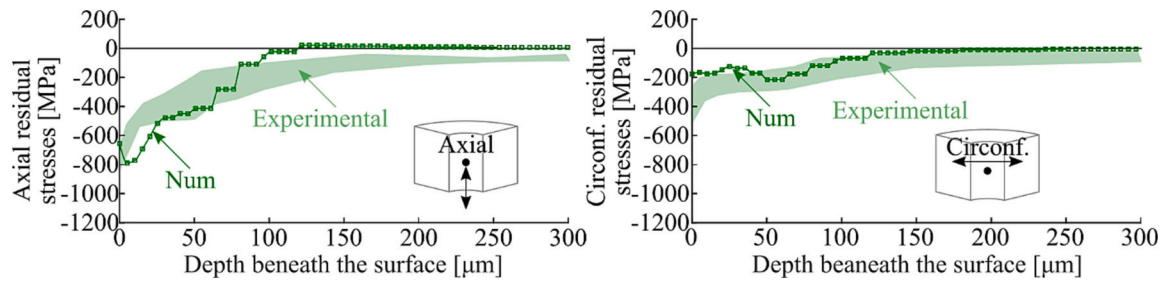 200
0
-200
-400
-600
-800
-1000
-1200
Axial residual
stresses [MPa]
Experimental
Num
Axial
0 50 100 150 200 250 300
Depth beneath the surface [μm]
200
0
-200
-400
-600
-800
-1000
-1200
Circonf. residual
stresses [MPa]
Num
Experimental
Circonf.
0 50 100 150 200 250 300
Depth beaneath the surface [μm]